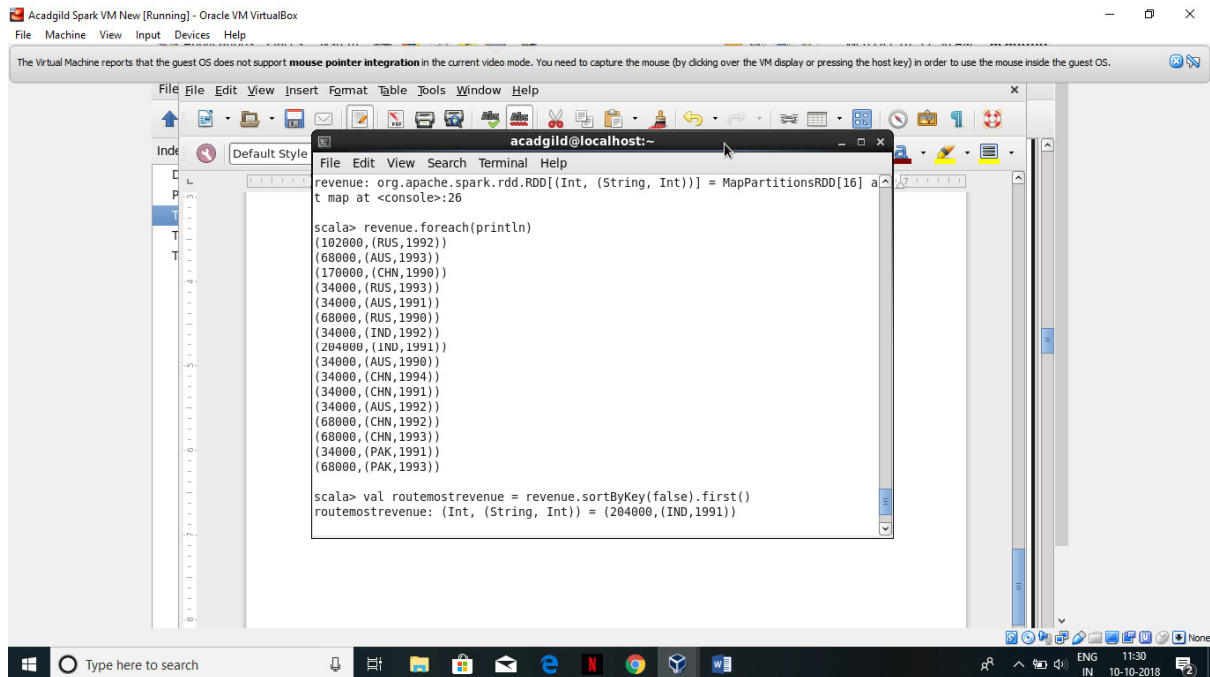 Acadgild Spark VM New [Running] - Oracle VM VirtualBox
File Machine View Input Devices Help
The Virtual Machine reports that the guest OS does not support mouse pointer integration in the current video mode. You need to capture the mouse (by clicking over the VM display or pressing the host key) in order to use the mouse inside the guest OS.
File File Edit View Insert Format Table Tools Window Help
Default Style
acadgild@localhost:~
File Edit View Search Terminal Help
revenue: org.apache.spark.rdd.RDD[(Int, (String, Int))] = MapPartitionsRDD[16] a
t map at <console>:26
scala> revenue.foreach(println)
(102000,(RUS,1992))
(68000,(AUS,1993))
(170000,(CHN,1990))
(34000,(RUS,1993))
(34000,(AUS,1991))
(68000,(RUS,1990))
(34000,(IND,1992))
(204000,(IND,1991))
(34000,(AUS,1990))
(34000,(CHN,1994))
(34000,(CHN,1991))
(34000,(AUS,1992))
(68000,(CHN,1992))
(68000,(CHN,1993))
(34000,(PAK,1991))
(68000,(PAK,1993))
scala> val routemostrevenue = revenue.sortByKey(false).first()
routemostrevenue: (Int, (String, Int)) = (204000,(IND,1991))
None
Type here to search
ENG
IN
11:30
10-10-2018